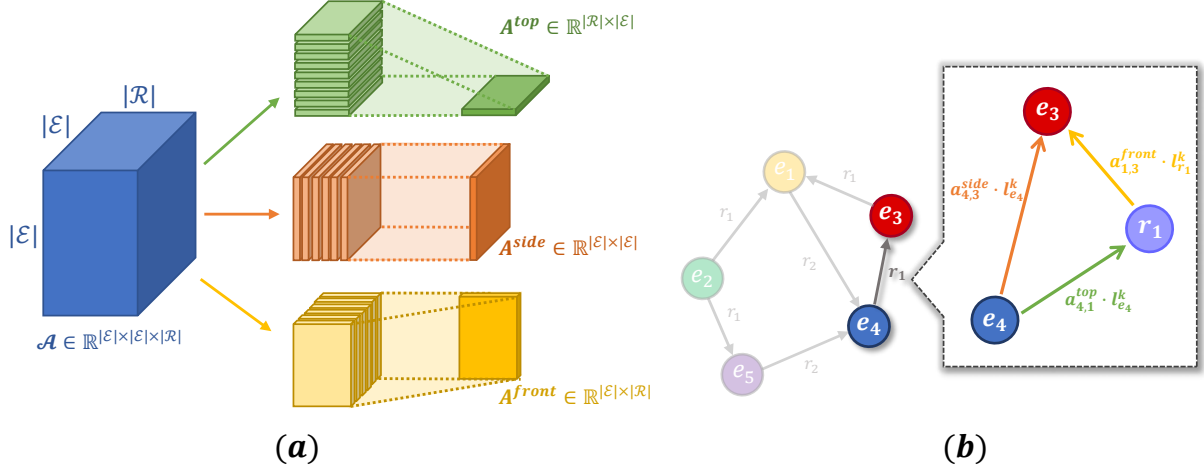 |ℛ|
|ℰ|
|ℰ|
𝓐 ∈ ℝ^{|ℰ|×|ℰ|×|ℛ|}
A^{top} ∈ ℝ^{|ℛ|×|ℰ|}
A^{side} ∈ ℝ^{|ℰ|×|ℰ|}
A^{front} ∈ ℝ^{|ℰ|×|ℛ|}
(a)
e_1
r_1
e_3
r_1
r_2
r_1
e_2
r_1
e_4
e_5
r_2
e_3
a^{front}_{1,3} · l^k_{r_1}
a^{side}_{4,3} · l^k_{e_4}
r_1
a^{top}_{4,1} · l^k_{e_4}
e_4
(b)